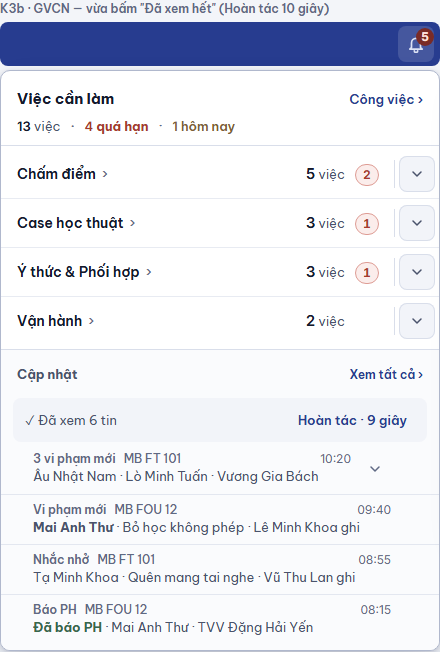 K3b · GVCN — vừa bấm "Đã xem hết" (Hoàn tác 10 giây)
5
Việc cần làm
Công việc ›
13 việc · 4 quá hạn · 1 hôm nay
Chấm điểm › 5 việc 2
Case học thuật › 3 việc 1
Ý thức & Phối hợp › 3 việc 1
Vận hành › 2 việc
Cập nhật
Xem tất cả ›
✓ Đã xem 6 tin
Hoàn tác · 9 giây
3 vi phạm mới MB FT 101 10:20
Âu Nhật Nam · Lò Minh Tuấn · Vương Gia Bách
Vi phạm mới MB FOU 12 09:40
Mai Anh Thư · Bỏ học không phép · Lê Minh Khoa ghi
Nhắc nhở MB FT 101 08:55
Tạ Minh Khoa · Quên mang tai nghe · Vũ Thu Lan ghi
Báo PH MB FOU 12 08:15
Đã báo PH · Mai Anh Thư · TVV Đặng Hải Yến